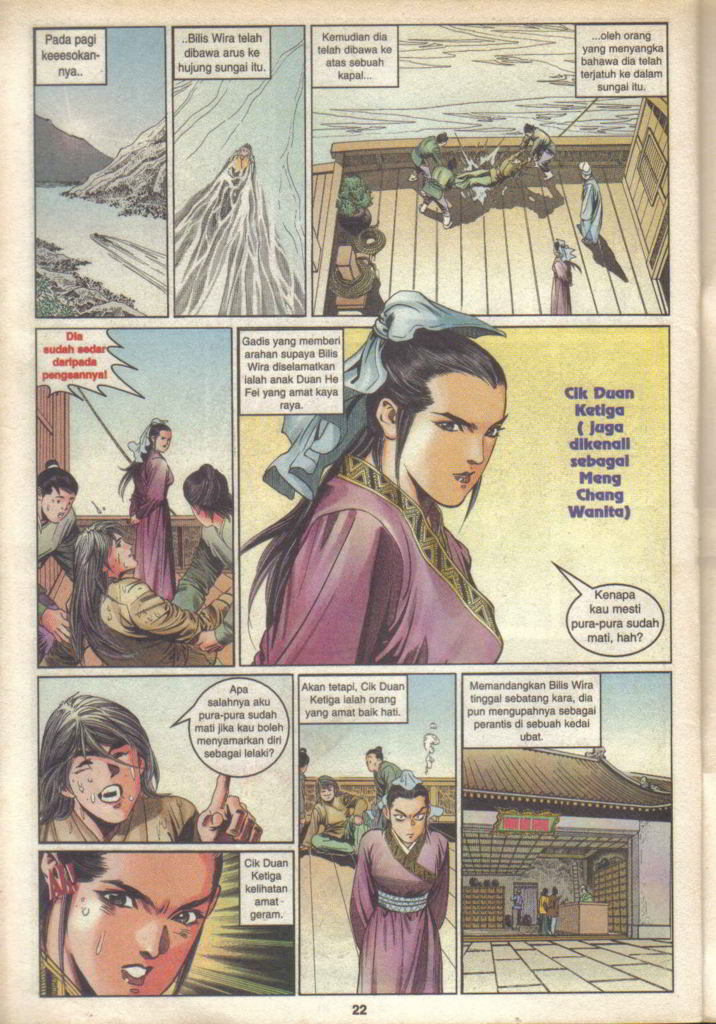 Pada pagi
keeesokan-
nya..
..Bilis Wira telah
dibawa arus ke
hujung sungai itu.
Kemudian dia
telah dibawa ke
atas sebuah
kapal...
...oleh orang
yang menyangka
bahawa dia telah
terjatuh ke dalam
sungai itu.
Dia
sudah sedar
daripada
pengsannya!
Gadis yang memberi
arahan supaya Bilis
Wira diselamatkan
ialah anak Duan He
Fei yang amat kaya
raya.
Cik Duan
Ketiga
( juga
dikenali
sebagai
Meng
Chang
Wanita)
Kenapa
kau mesti
pura-pura sudah
mati, hah?
Apa
salahnya aku
pura-pura sudah
mati jika kau boleh
menyamarkan diri
sebagai lelaki?
Cik Duan
Ketiga
kelihatan
amat
geram.
Akan tetapi, Cik Duan
Ketiga ialah orang
yang amat baik hati.
Memandangkan Bilis Wira
tinggal sebatang kara, dia
pun mengupahnya sebagai
perantis di sebuah kedai
ubat.
22